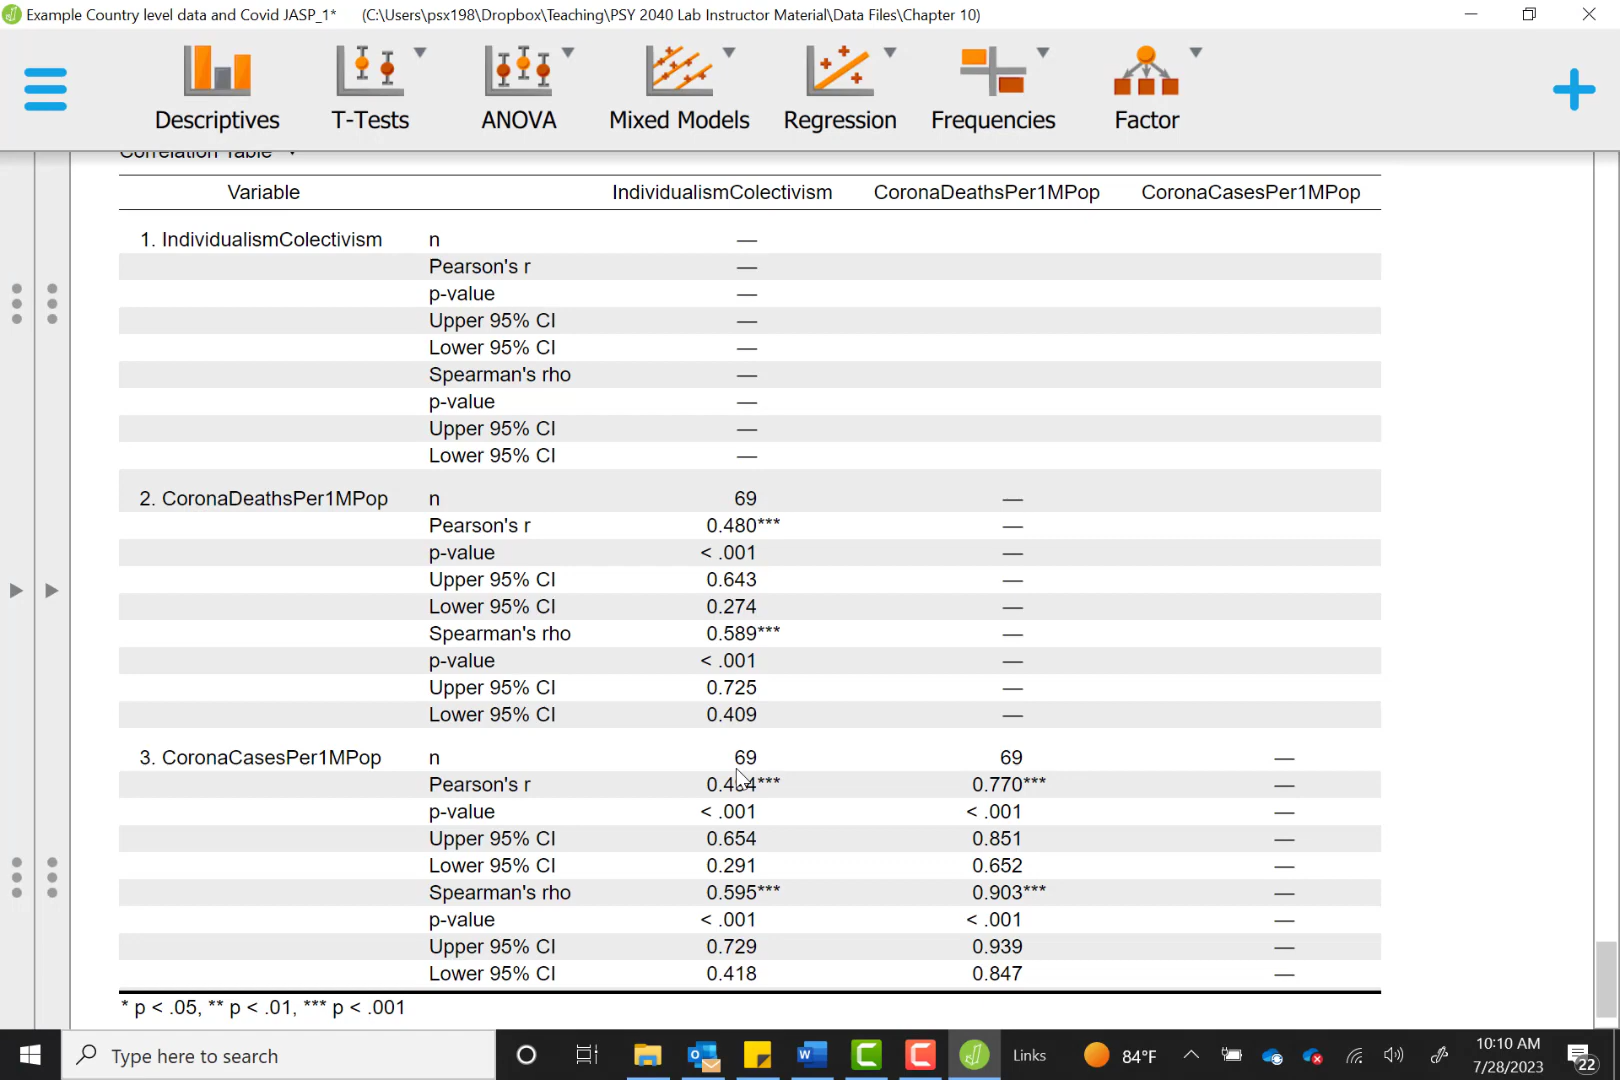 Example Country level data and Covid JASP_1* (C:\Users\psx198\Dropbox\Teaching\PSY 2040 Lab Instructor Material\Data Files\Chapter 10)
Descriptives T-Tests ANOVA Mixed Models Regression Frequencies Factor
Correlation Table
Variable IndividualismColectivism CoronaDeathsPer1MPop CoronaCasesPer1MPop
1. IndividualismColectivism n —
Pearson's r —
p-value —
Upper 95% CI —
Lower 95% CI —
Spearman's rho —
p-value —
Upper 95% CI —
Lower 95% CI —
2. CoronaDeathsPer1MPop n 69 —
Pearson's r 0.480*** —
p-value < .001 —
Upper 95% CI 0.643 —
Lower 95% CI 0.274 —
Spearman's rho 0.589*** —
p-value < .001 —
Upper 95% CI 0.725 —
Lower 95% CI 0.409 —
3. CoronaCasesPer1MPop n 69 69 —
Pearson's r 0.770*** —
p-value < .001 < .001 —
Upper 95% CI 0.654 0.851 —
Lower 95% CI 0.291 0.652 —
Spearman's rho 0.595*** 0.903*** —
p-value < .001 < .001 —
Upper 95% CI 0.729 0.939 —
Lower 95% CI 0.418 0.847 —
* p < .05, ** p < .01, *** p < .001
Type here to search Links 84°F 10:10 AM
7/28/2023 22